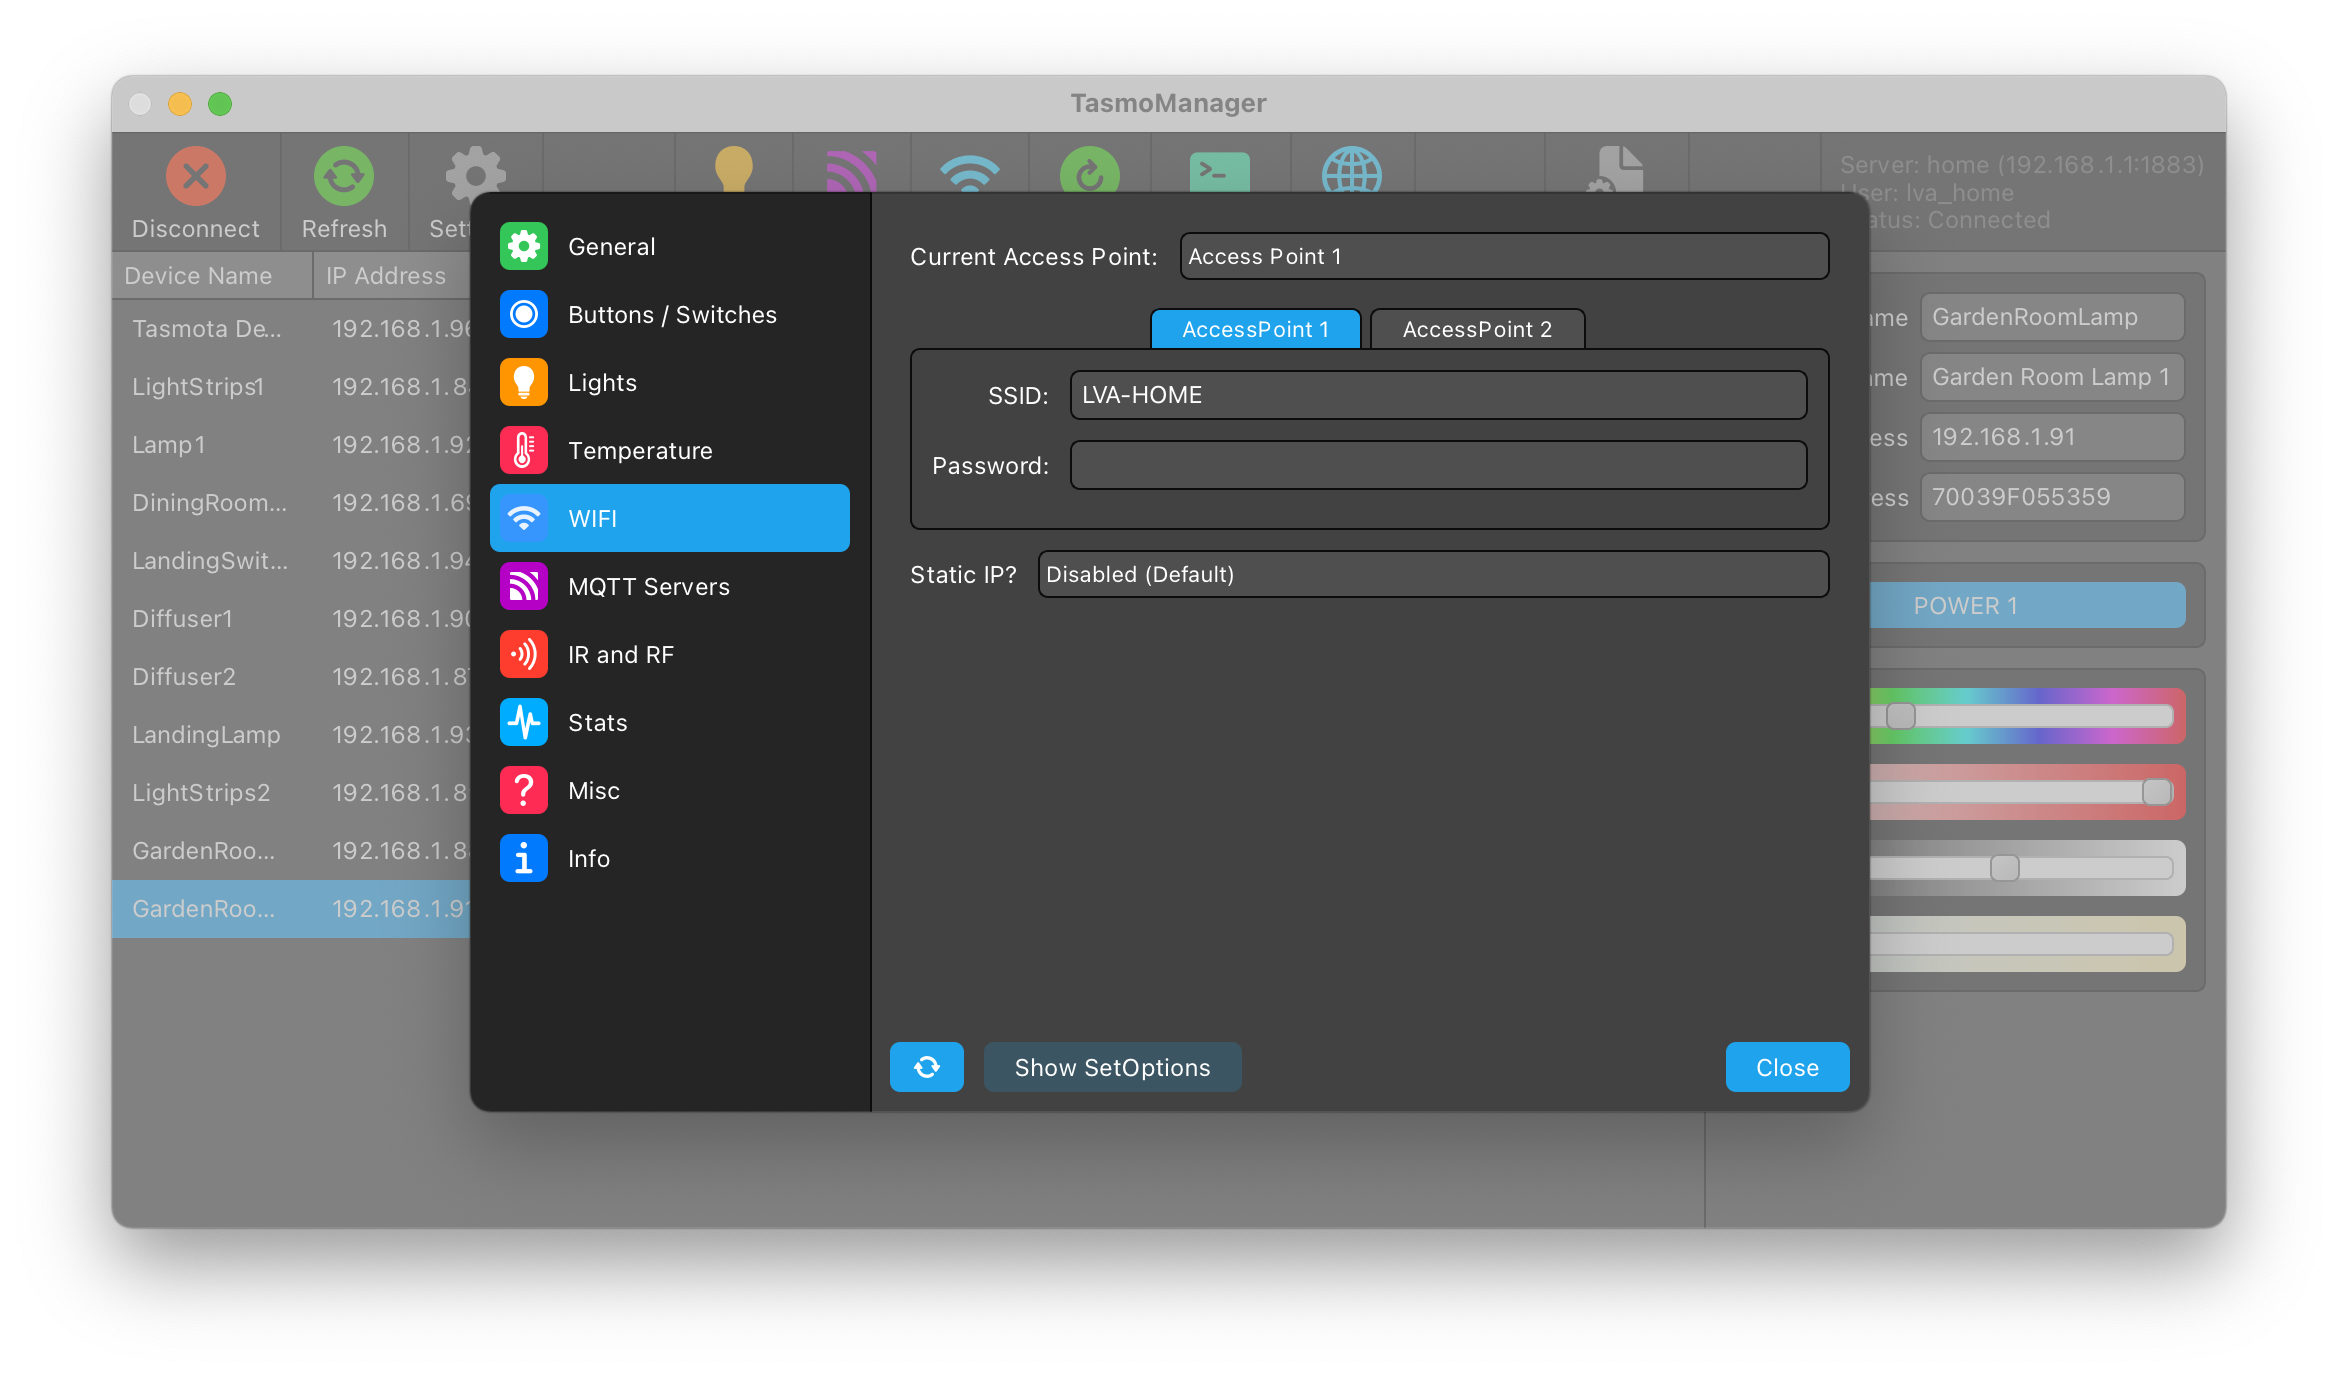 TasmoManager
Disconnect
Refresh
Server: home (192.168.1.1:1883)
User: lva_home
Status: Connected
Device Name
IP Address
Tasmota De...
192.168.1.96
LightStrips1
192.168.1.8
Lamp1
192.168.1.92
DiningRoom...
192.168.1.69
LandingSwit...
192.168.1.94
Diffuser1
192.168.1.90
Diffuser2
192.168.1.87
LandingLamp
192.168.1.93
LightStrips2
192.168.1.8
GardenRoo...
192.168.1.8
GardenRoo...
192.168.1.91
General
Buttons / Switches
Lights
Temperature
WIFI
MQTT Servers
IR and RF
Stats
Misc
Info
Current Access Point:
Access Point 1
AccessPoint 1
AccessPoint 2
SSID:
LVA-HOME
Password:
Static IP?
Disabled (Default)
Show SetOptions
Close
GardenRoomLamp
Garden Room Lamp 1
192.168.1.91
70039F055359
POWER 1